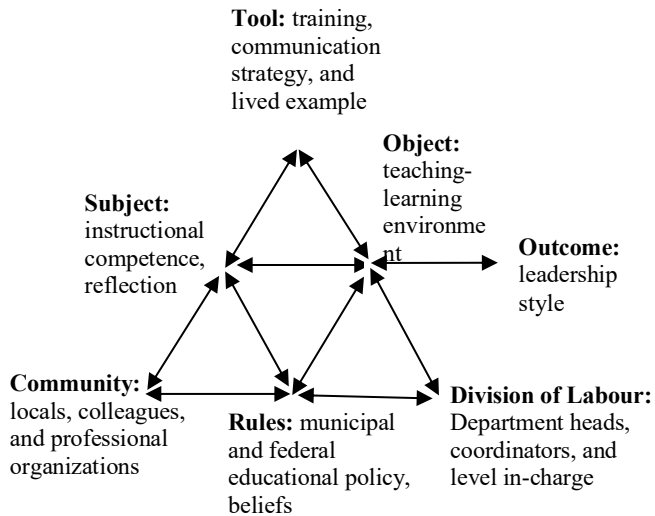 Tool: training,
communication
strategy, and
lived example
Object:
teaching-
learning
environme
nt
Subject:
instructional
competence,
reflection
Outcome:
leadership
style
Community:
locals, colleagues,
and professional
organizations
Rules: municipal
and federal
educational policy,
beliefs
Division of Labour:
Department heads,
coordinators, and
level in-charge